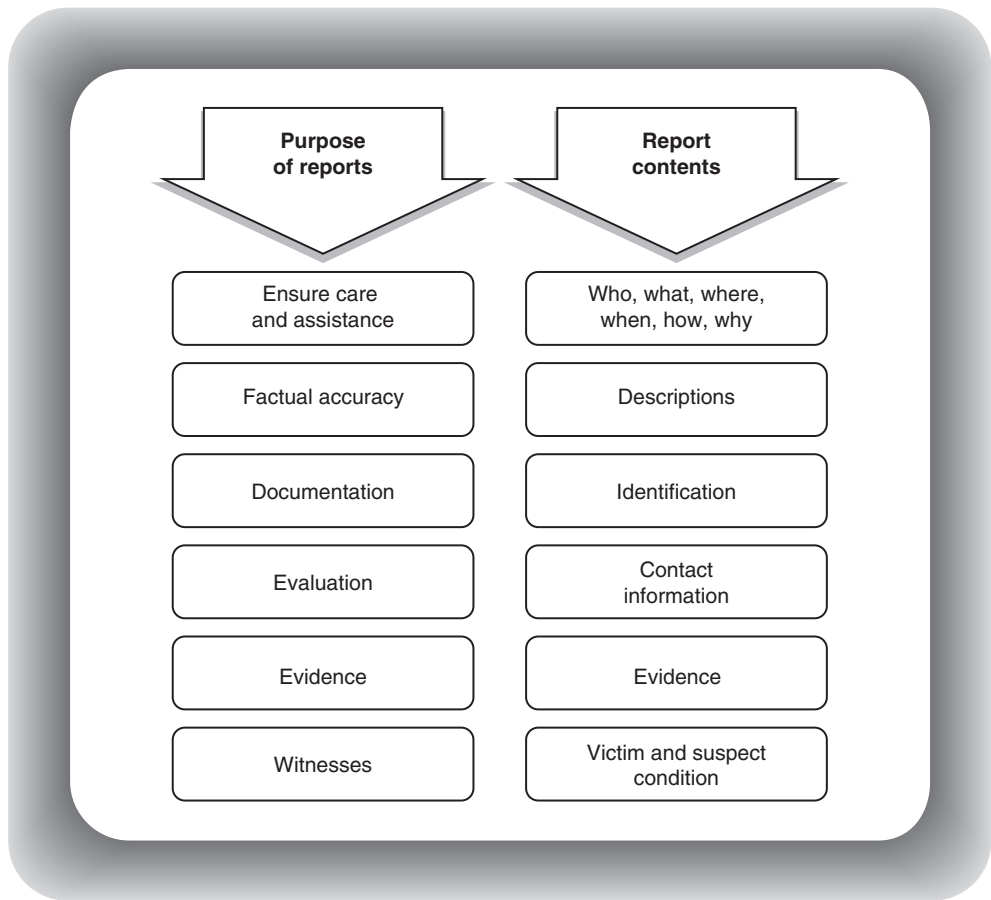 Purpose
of reports
Ensure care
and assistance
Factual accuracy
Documentation
Evaluation
Evidence
Witnesses
Report
contents
Who, what, where,
when, how, why
Descriptions
Identification
Contact
information
Evidence
Victim and suspect
condition